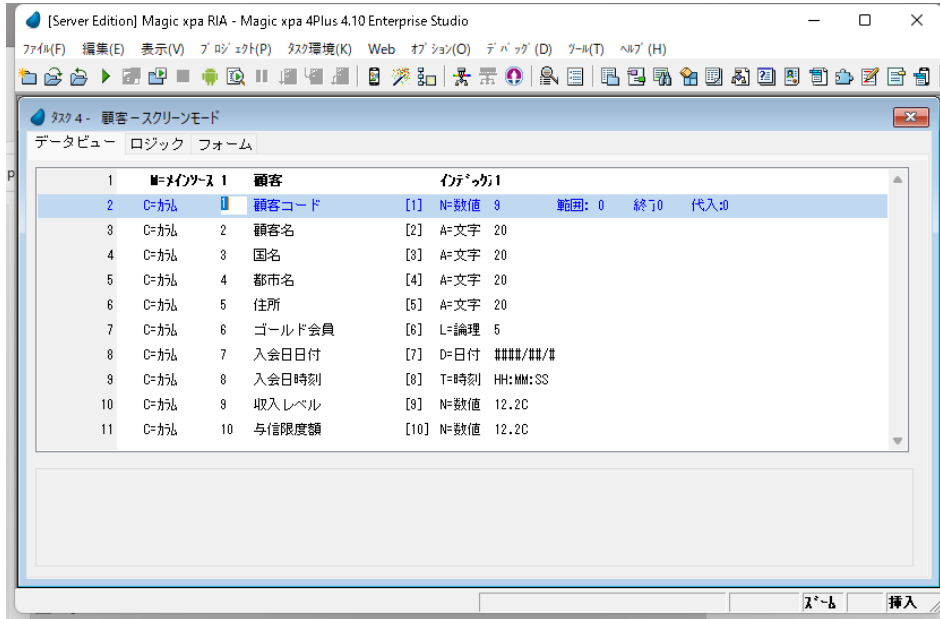 [Server Edition] Magic xpa RIA - Magic xpa 4Plus 4.10 Enterprise Studio
ﾌｧｲﾙ(F) 編集(E) 表示(V) ﾌﾟﾛｼﾞｪｸﾄ(P) ﾀｽｸ環境(K) Web ｵﾌﾟｼｮﾝ(O) ﾃﾞﾊﾞｯｸﾞ(D) ﾂｰﾙ(T) ﾍﾙﾌﾟ(H)
ﾀｽｸ 4 - 顧客－スクリーンモード
データビュー ロジック フォーム
1 M=ﾒｲﾝｿｰｽ 1 顧客 ｲﾝﾃﾞｯｸｽ 1
2 C=ｶﾗﾑ 1 顧客コード [1] N=数値 9 範囲: 0 終了0 代入:0
3 C=ｶﾗﾑ 2 顧客名 [2] A=文字 20
4 C=ｶﾗﾑ 3 国名 [3] A=文字 20
5 C=ｶﾗﾑ 4 都市名 [4] A=文字 20
6 C=ｶﾗﾑ 5 住所 [5] A=文字 20
7 C=ｶﾗﾑ 6 ゴールド会員 [6] L=論理 5
8 C=ｶﾗﾑ 7 入会日日付 [7] D=日付 ####/##/#
9 C=ｶﾗﾑ 8 入会日時刻 [8] T=時刻 HH:MM:SS
10 C=ｶﾗﾑ 9 収入レベル [9] N=数値 12.2C
11 C=ｶﾗﾑ 10 与信限度額 [10] N=数値 12.2C
ｽﾞｰﾑ 挿入